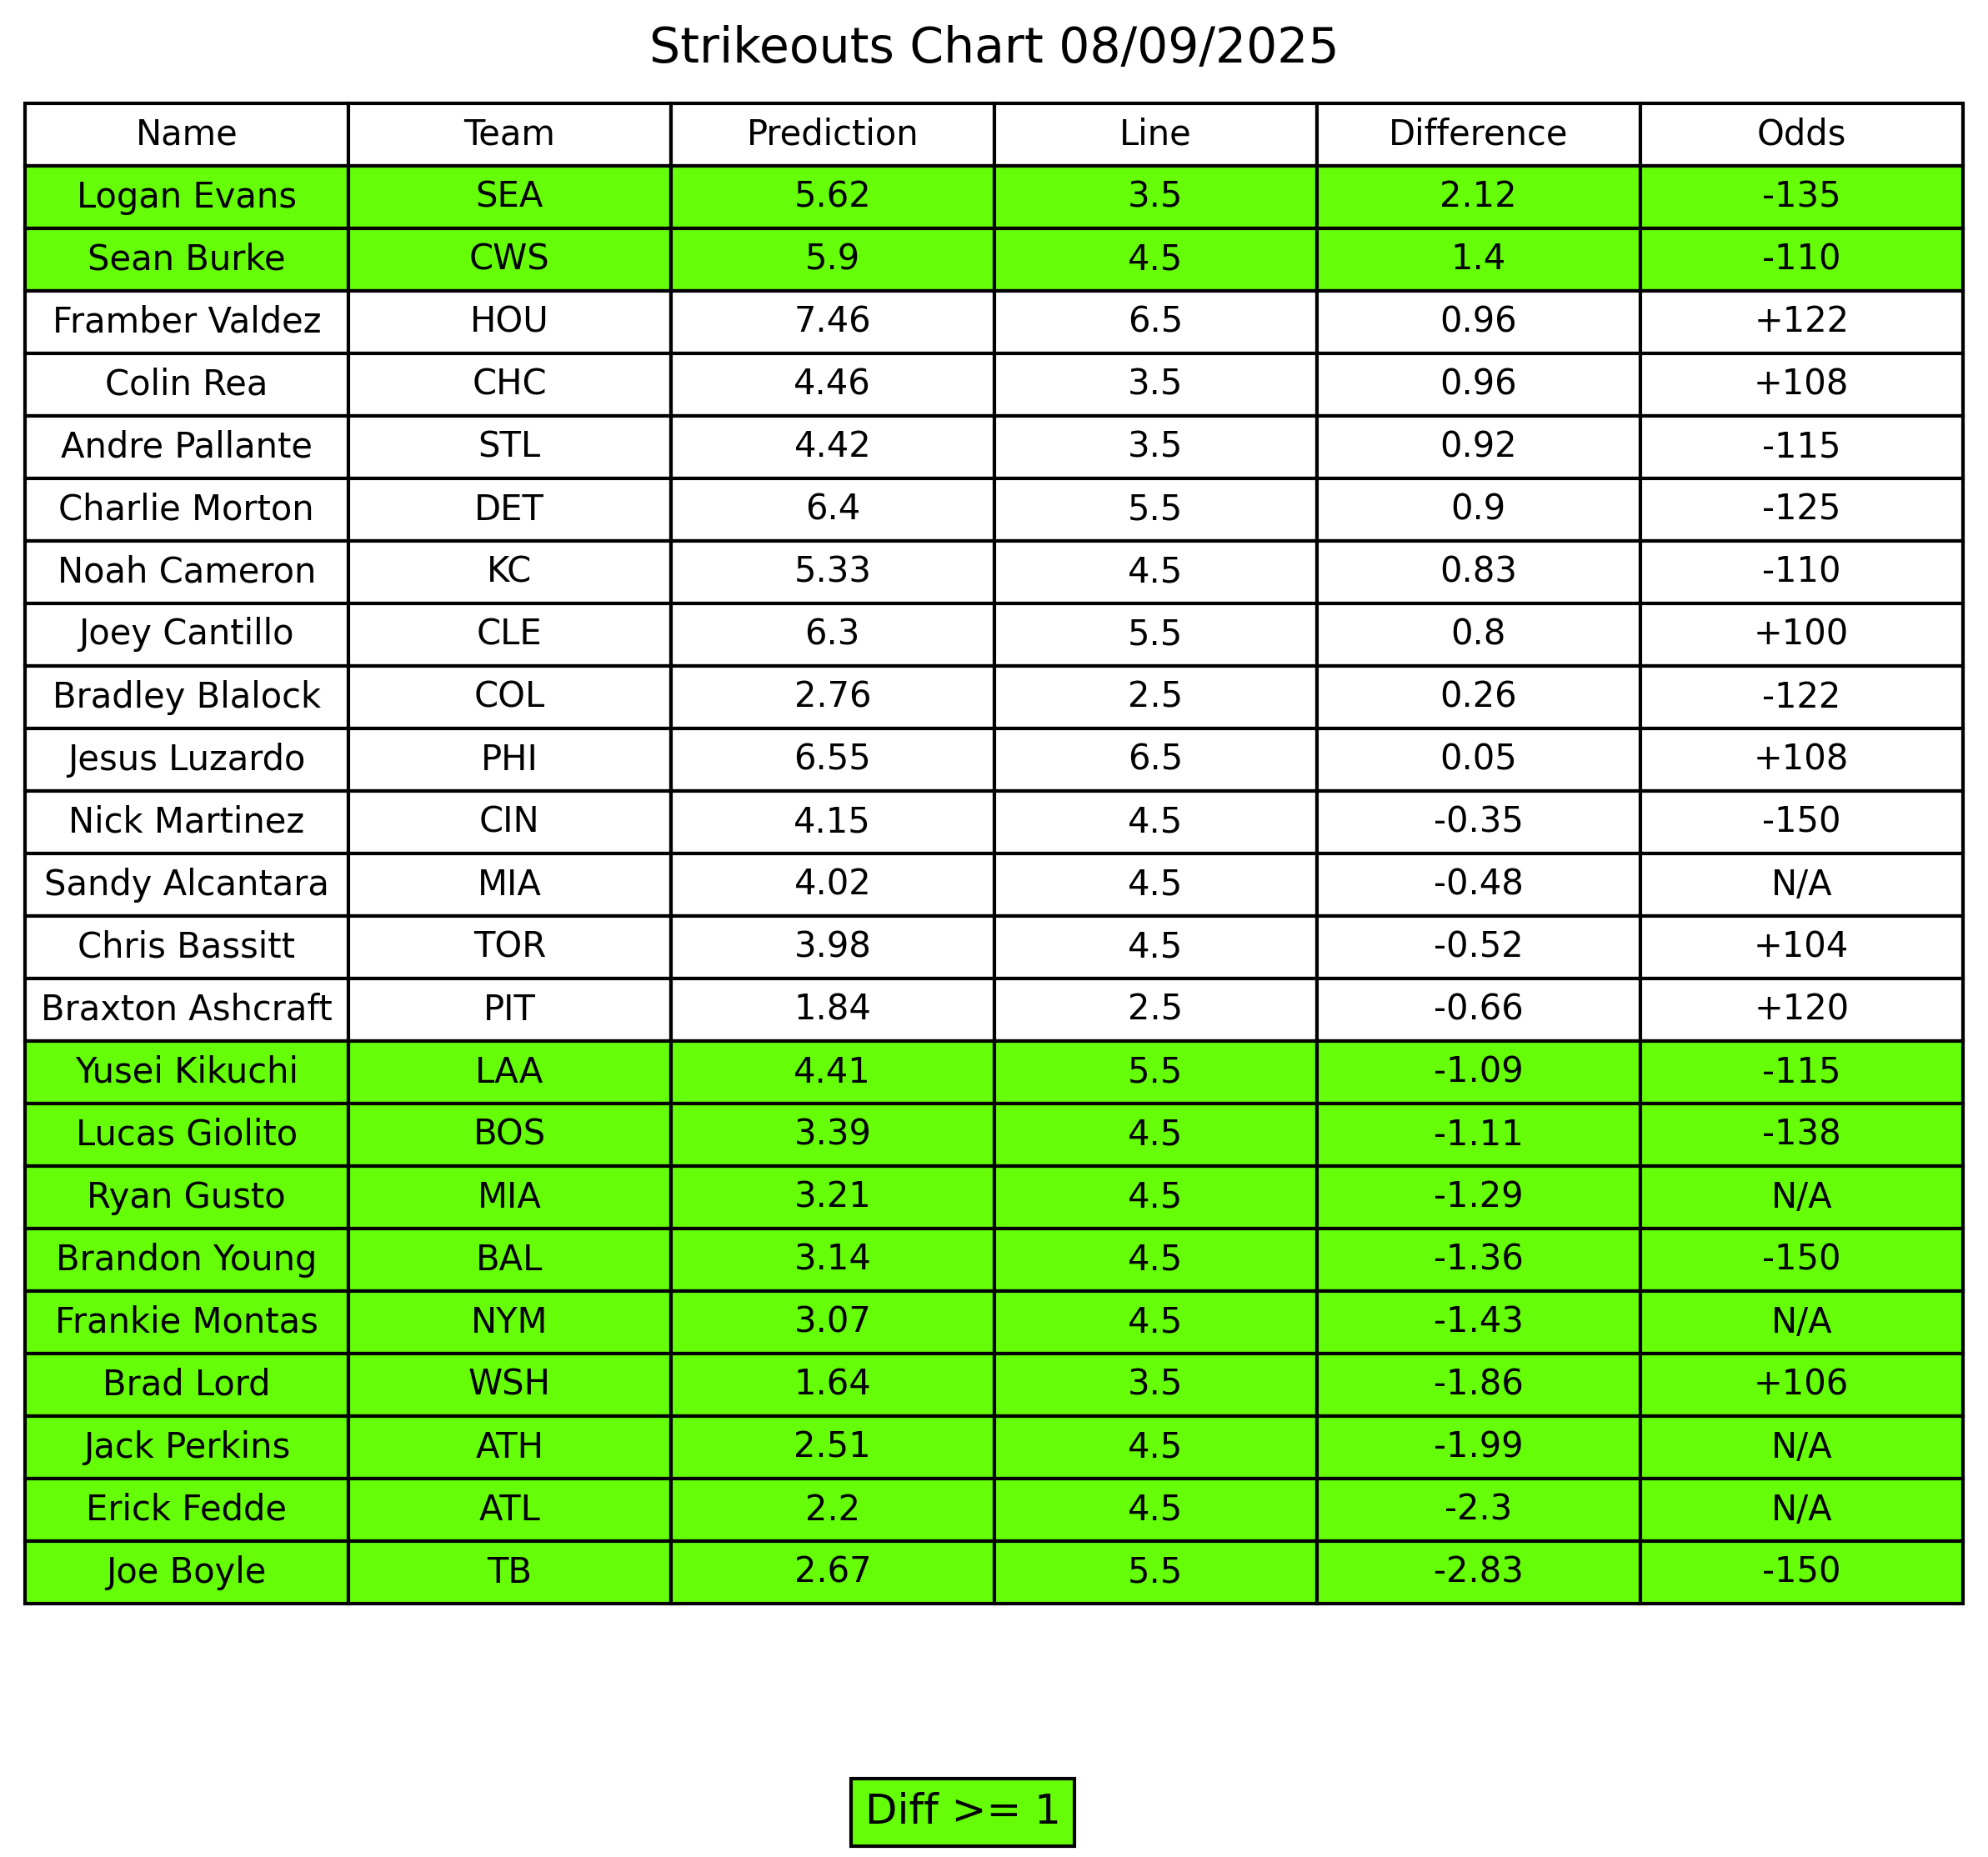 Strikeouts Chart 08/09/2025
Name Team Prediction Line Difference Odds
Logan Evans SEA 5.62 3.5 2.12 -135
Sean Burke CWS 5.9 4.5 1.4 -110
Framber Valdez HOU 7.46 6.5 0.96 +122
Colin Rea CHC 4.46 3.5 0.96 +108
Andre Pallante STL 4.42 3.5 0.92 -115
Charlie Morton DET 6.4 5.5 0.9 -125
Noah Cameron KC 5.33 4.5 0.83 -110
Joey Cantillo CLE 6.3 5.5 0.8 +100
Bradley Blalock COL 2.76 2.5 0.26 -122
Jesus Luzardo PHI 6.55 6.5 0.05 +108
Nick Martinez CIN 4.15 4.5 -0.35 -150
Sandy Alcantara MIA 4.02 4.5 -0.48 N/A
Chris Bassitt TOR 3.98 4.5 -0.52 +104
Braxton Ashcraft PIT 1.84 2.5 -0.66 +120
Yusei Kikuchi LAA 4.41 5.5 -1.09 -115
Lucas Giolito BOS 3.39 4.5 -1.11 -138
Ryan Gusto MIA 3.21 4.5 -1.29 N/A
Brandon Young BAL 3.14 4.5 -1.36 -150
Frankie Montas NYM 3.07 4.5 -1.43 N/A
Brad Lord WSH 1.64 3.5 -1.86 +106
Jack Perkins ATH 2.51 4.5 -1.99 N/A
Erick Fedde ATL 2.2 4.5 -2.3 N/A
Joe Boyle TB 2.67 5.5 -2.83 -150
Diff >= 1